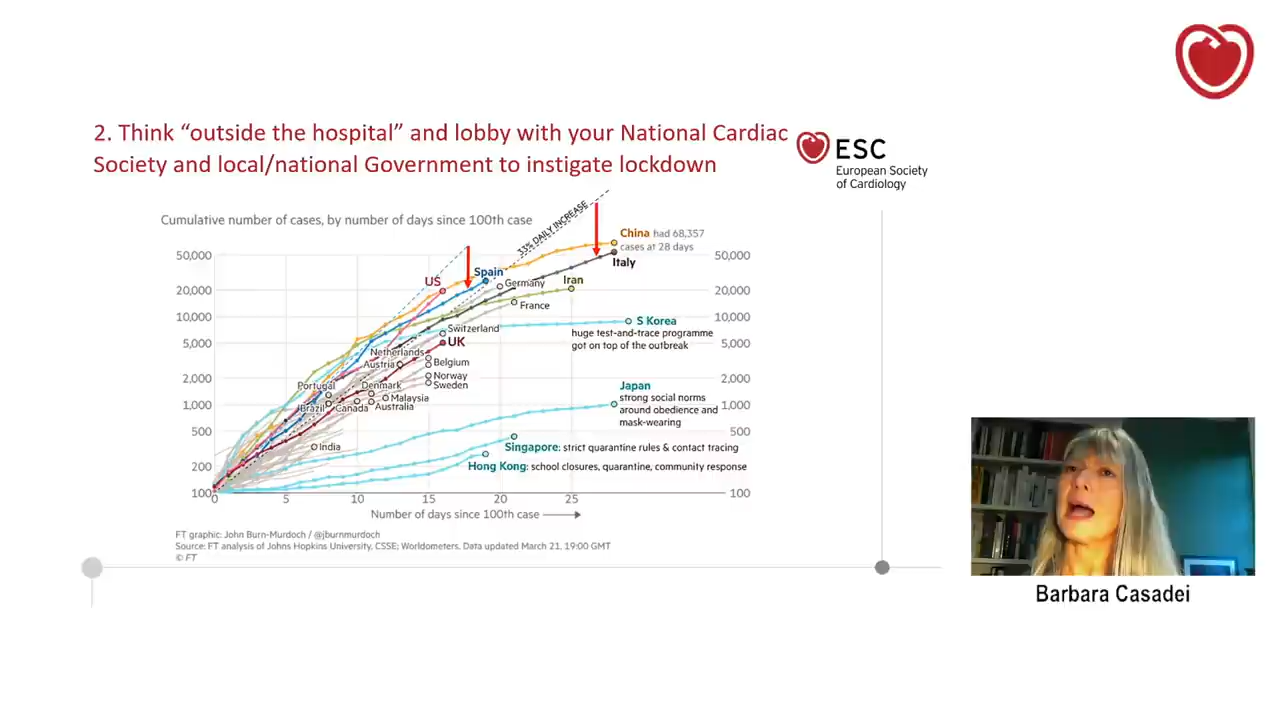 2. Think “outside the hospital” and lobby with your National Cardiac
Society and local/national Government to instigate lockdown
ESC
European Society
of Cardiology
Cumulative number of cases, by number of days since 100th case
33% DAILY INCREASE
China had 68,357
cases at 28 days
50,000
50,000
Italy
US
Spain
Germany
Iran
20,000
20,000
France
10,000
10,000
S Korea
huge test-and-trace programme
got on top of the outbreak
Switzerland
UK
5,000
5,000
Netherlands
Austria
Belgium
Norway
Sweden
2,000
2,000
Portugal
Denmark
Malaysia
Brazil
Canada
Australia
Japan
strong social norms
around obedience and
mask-wearing
1,000
1,000
India
500
500
Singapore: strict quarantine rules & contact tracing
Hong Kong: school closures, quarantine, community response
200
200
100
100
0
5
10
15
20
25
Number of days since 100th case
FT graphic: John Burn-Murdoch / @jburnmurdoch
Source: FT analysis of Johns Hopkins University, CSSE; Worldometers. Data updated March 21, 19:00 GMT
© FT
Barbara Casadei